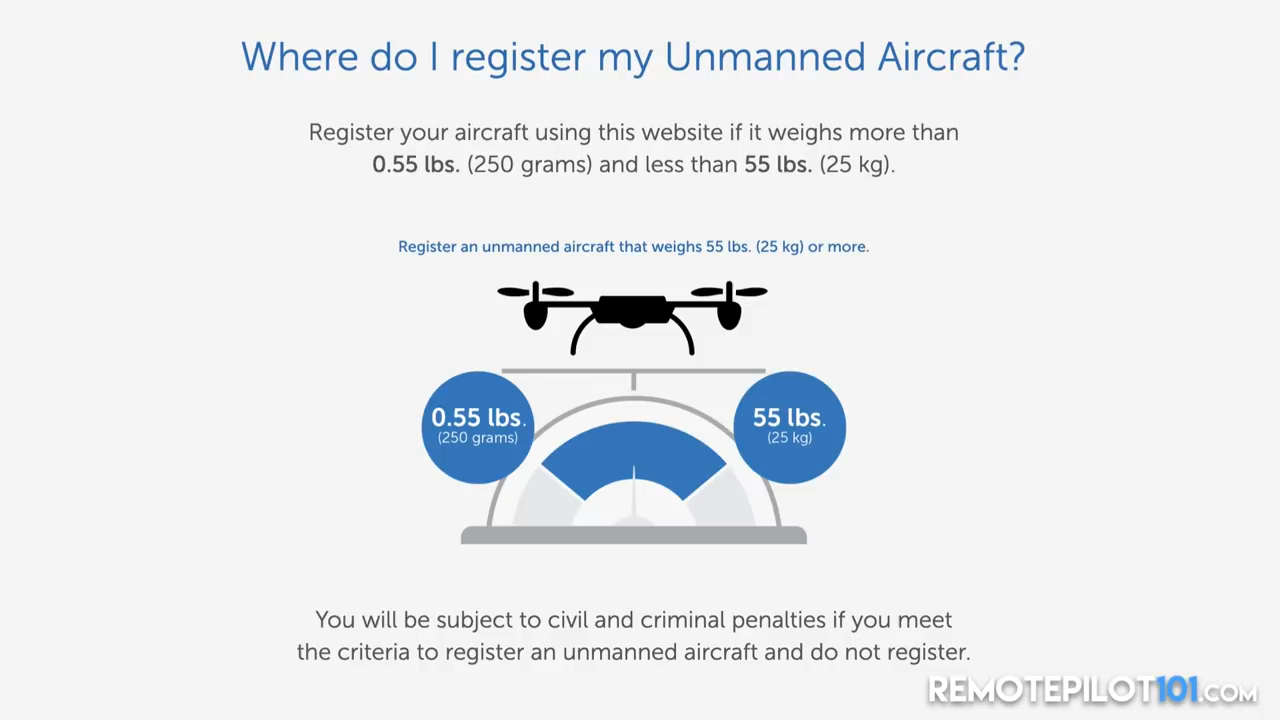 Where do I register my Unmanned Aircraft?
Register your aircraft using this website if it weighs more than
0.55 lbs. (250 grams) and less than 55 lbs. (25 kg).
Register an unmanned aircraft that weighs 55 lbs. (25 kg) or more.
0.55 lbs.
(250 grams)
55 lbs.
(25 kg)
You will be subject to civil and criminal penalties if you meet
the criteria to register an unmanned aircraft and do not register.
REMOTEPILOT101.COM